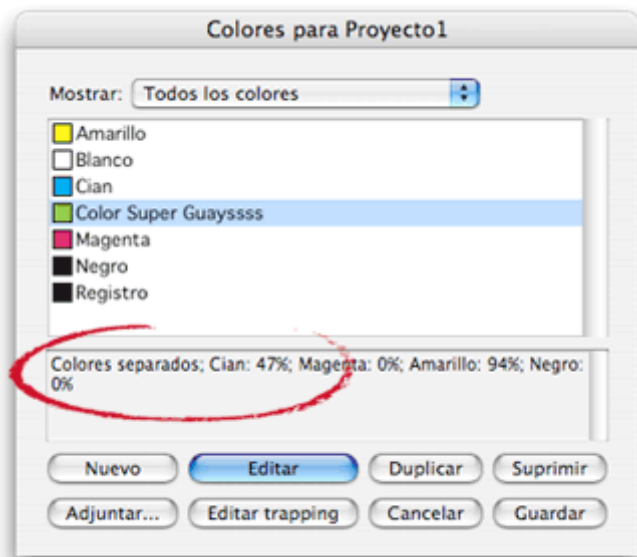 Colores para Proyecto1
Mostrar: Todos los colores
Amarillo
Blanco
Cian
Color Super Guayssss
Magenta
Negro
Registro
Colores separados; Cian: 47%; Magenta: 0%; Amarillo: 94%; Negro:
0%
Nuevo Editar Duplicar Suprimir
Adjuntar... Editar trapping Cancelar Guardar